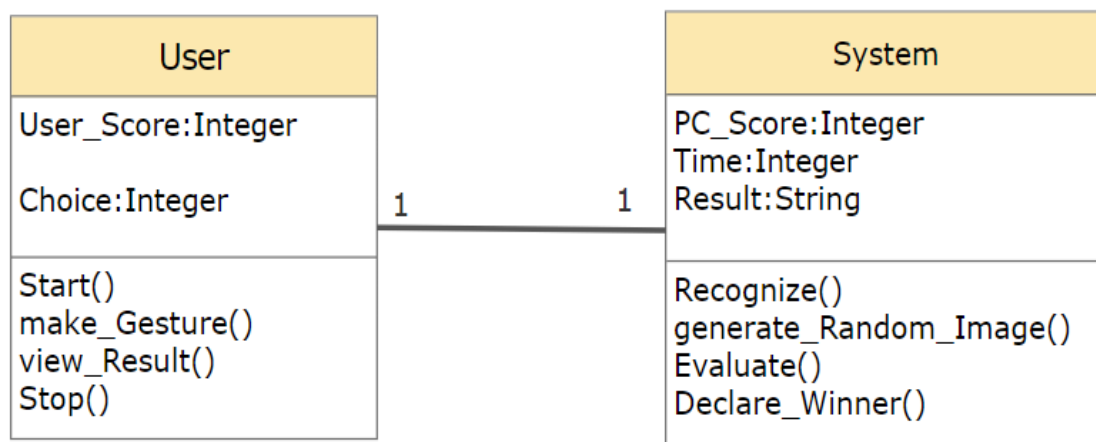 User
User_Score:Integer
Choice:Integer
Start()
make_Gesture()
view_Result()
Stop()
1
1
System
PC_Score:Integer
Time:Integer
Result:String
Recognize()
generate_Random_Image()
Evaluate()
Declare_Winner()